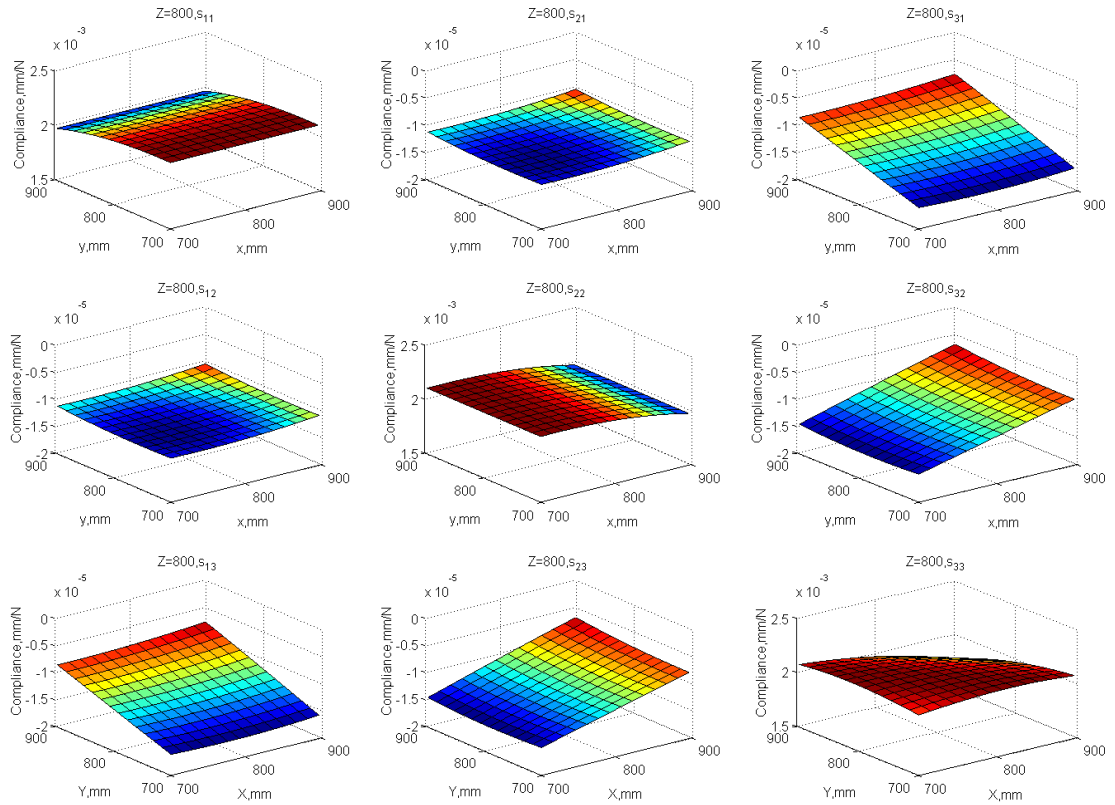 Z=800,s11 Z=800,s21 Z=800,s31
x 10-3 x 10-5 x 10-5
Compliance,mm/N Compliance,mm/N Compliance,mm/N
2.5 0 0
-0.5 -0.5
2 -1 -1
-1.5 -1.5
1.5 -2 -2
900 900 900 900 900 900
800 800 800 800 800 800
y,mm 700 700 x,mm y,mm 700 700 x,mm y,mm 700 700 x,mm
Z=800,s12 Z=800,s22 Z=800,s32
x 10-5 x 10-3 x 10-5
Compliance,mm/N Compliance,mm/N Compliance,mm/N
0 2.5 0
-0.5 -0.5
-1 2 -1
-1.5 -1.5
-2 1.5 -2
900 900 900 900 900 900
800 800 800 800 800 800
y,mm 700 700 x,mm y,mm 700 700 x,mm y,mm 700 700 x,mm
Z=800,s13 Z=800,s23 Z=800,s33
x 10-5 x 10-5 x 10-3
Compliance,mm/N Compliance,mm/N Compliance,mm/N
0 0 2.5
-0.5 -0.5
-1 -1 2
-1.5 -1.5
-2 -2 1.5
900 900 900 900 900 900
800 800 800 800 800 800
Y,mm 700 700 X,mm Y,mm 700 700 X,mm Y,mm 700 700 X,mm